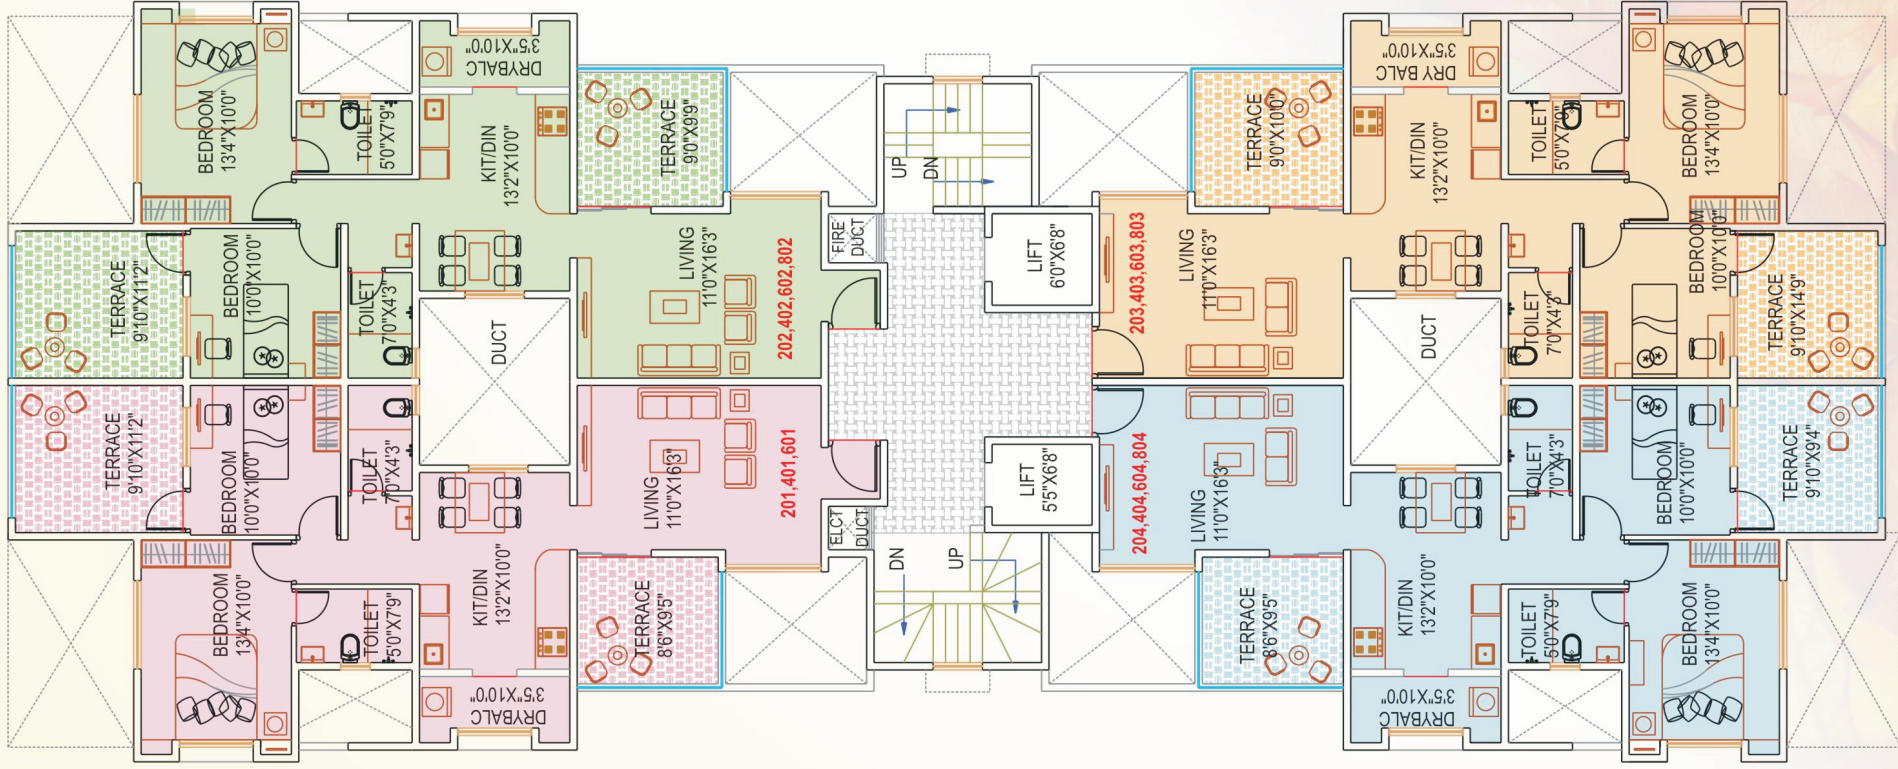 BEDROOM
13'4"X10'0"
TOILET
5'0"X7'9"
3'5"X10'0"
DRYBALC
KIT/DIN
13'2"X10'0"
TERRACE
9'0"X9'9"
TERRACE
9'10"X11'2"
BEDROOM
10'0"X10'0"
TOILET
7'0"X4'3"
LIVING
11'0"X16'3"
202,402,602,802
FIRE
DUCT
UP
DN
LIFT
6'0"X6'8"
DUCT
TERRACE
9'0"X10'0"
3'5"X10'0"
DRY BALC
KIT/DIN
13'2"X10'0"
TOILET
5'0"X7'9"
BEDROOM
13'4"X10'0"
203,403,603,803
LIVING
11'0"X16'3"
DUCT
TOILET
7'0"X4'3"
BEDROOM
10'0"X10'0"
TERRACE
9'10"X14'9"
TERRACE
9'10"X11'2"
BEDROOM
10'0"X10'0"
TOILET
7'0"X4'3"
LIVING
11'0"X16'3"
201,401,601
ELCT
DUCT
DN
UP
LIFT
5'5"X6'8"
BEDROOM
13'4"X10'0"
TOILET
5'0"X7'9"
KIT/DIN
13'2"X10'0"
3'5"X10'0"
DRYBALC
TERRACE
8'6"X9'5"
204,404,604,804
LIVING
11'0"X16'3"
TERRACE
8'6"X9'5"
KIT/DIN
13'2"X10'0"
3'5"X10'0"
DRYBALC
TOILET
7'0"X4'3"
BEDROOM
10'0"X10'0"
TERRACE
9'10"X9'4"
TOILET
5'0"X7'9"
BEDROOM
13'4"X10'0"